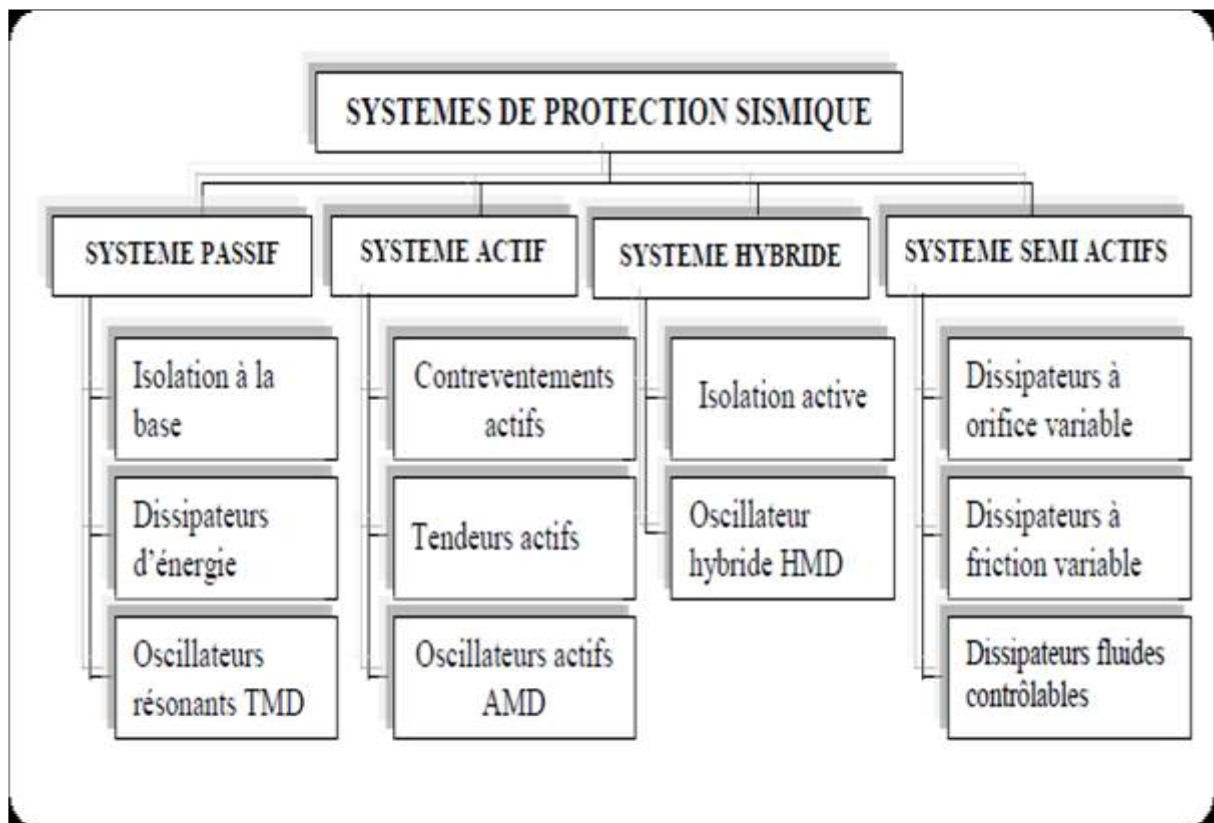 SYSTEMES DE PROTECTION SISMIQUE
SYSTEME PASSIF
Isolation à la
base
Dissipateurs
d’énergie
Oscillateurs
résonants TMD
SYSTEME ACTIF
Contreventements
actifs
Tendeurs actifs
Oscillateurs actifs
AMD
SYSTEME HYBRIDE
Isolation active
Oscillateur
hybride HMD
SYSTEME SEMI ACTIFS
Dissipateurs à
orifice variable
Dissipateurs à
friction variable
Dissipateurs fluides
contrôlables